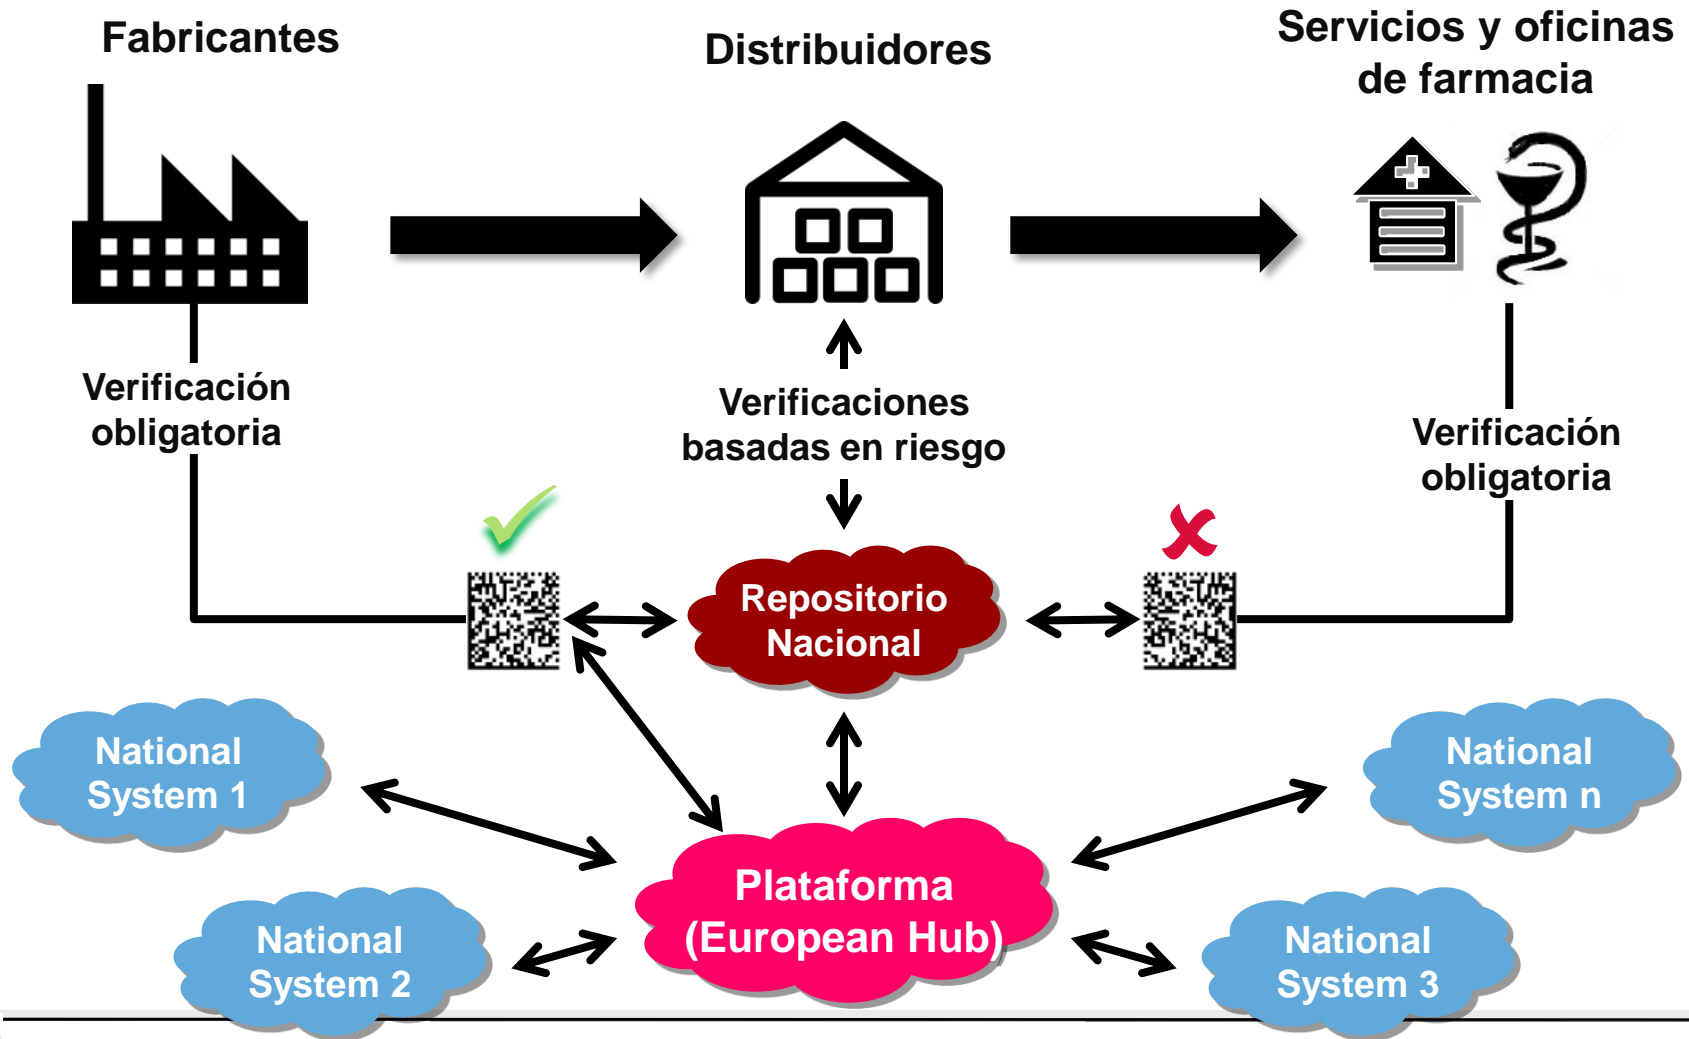 Fabricantes
Distribuidores
Servicios y oficinas
de farmacia
Verificación
obligatoria
Verificaciones
basadas en riesgo
Verificación
obligatoria
Repositorio
Nacional
National
System 1
National
System n
Plataforma
(European Hub)
National
System 2
National
System 3